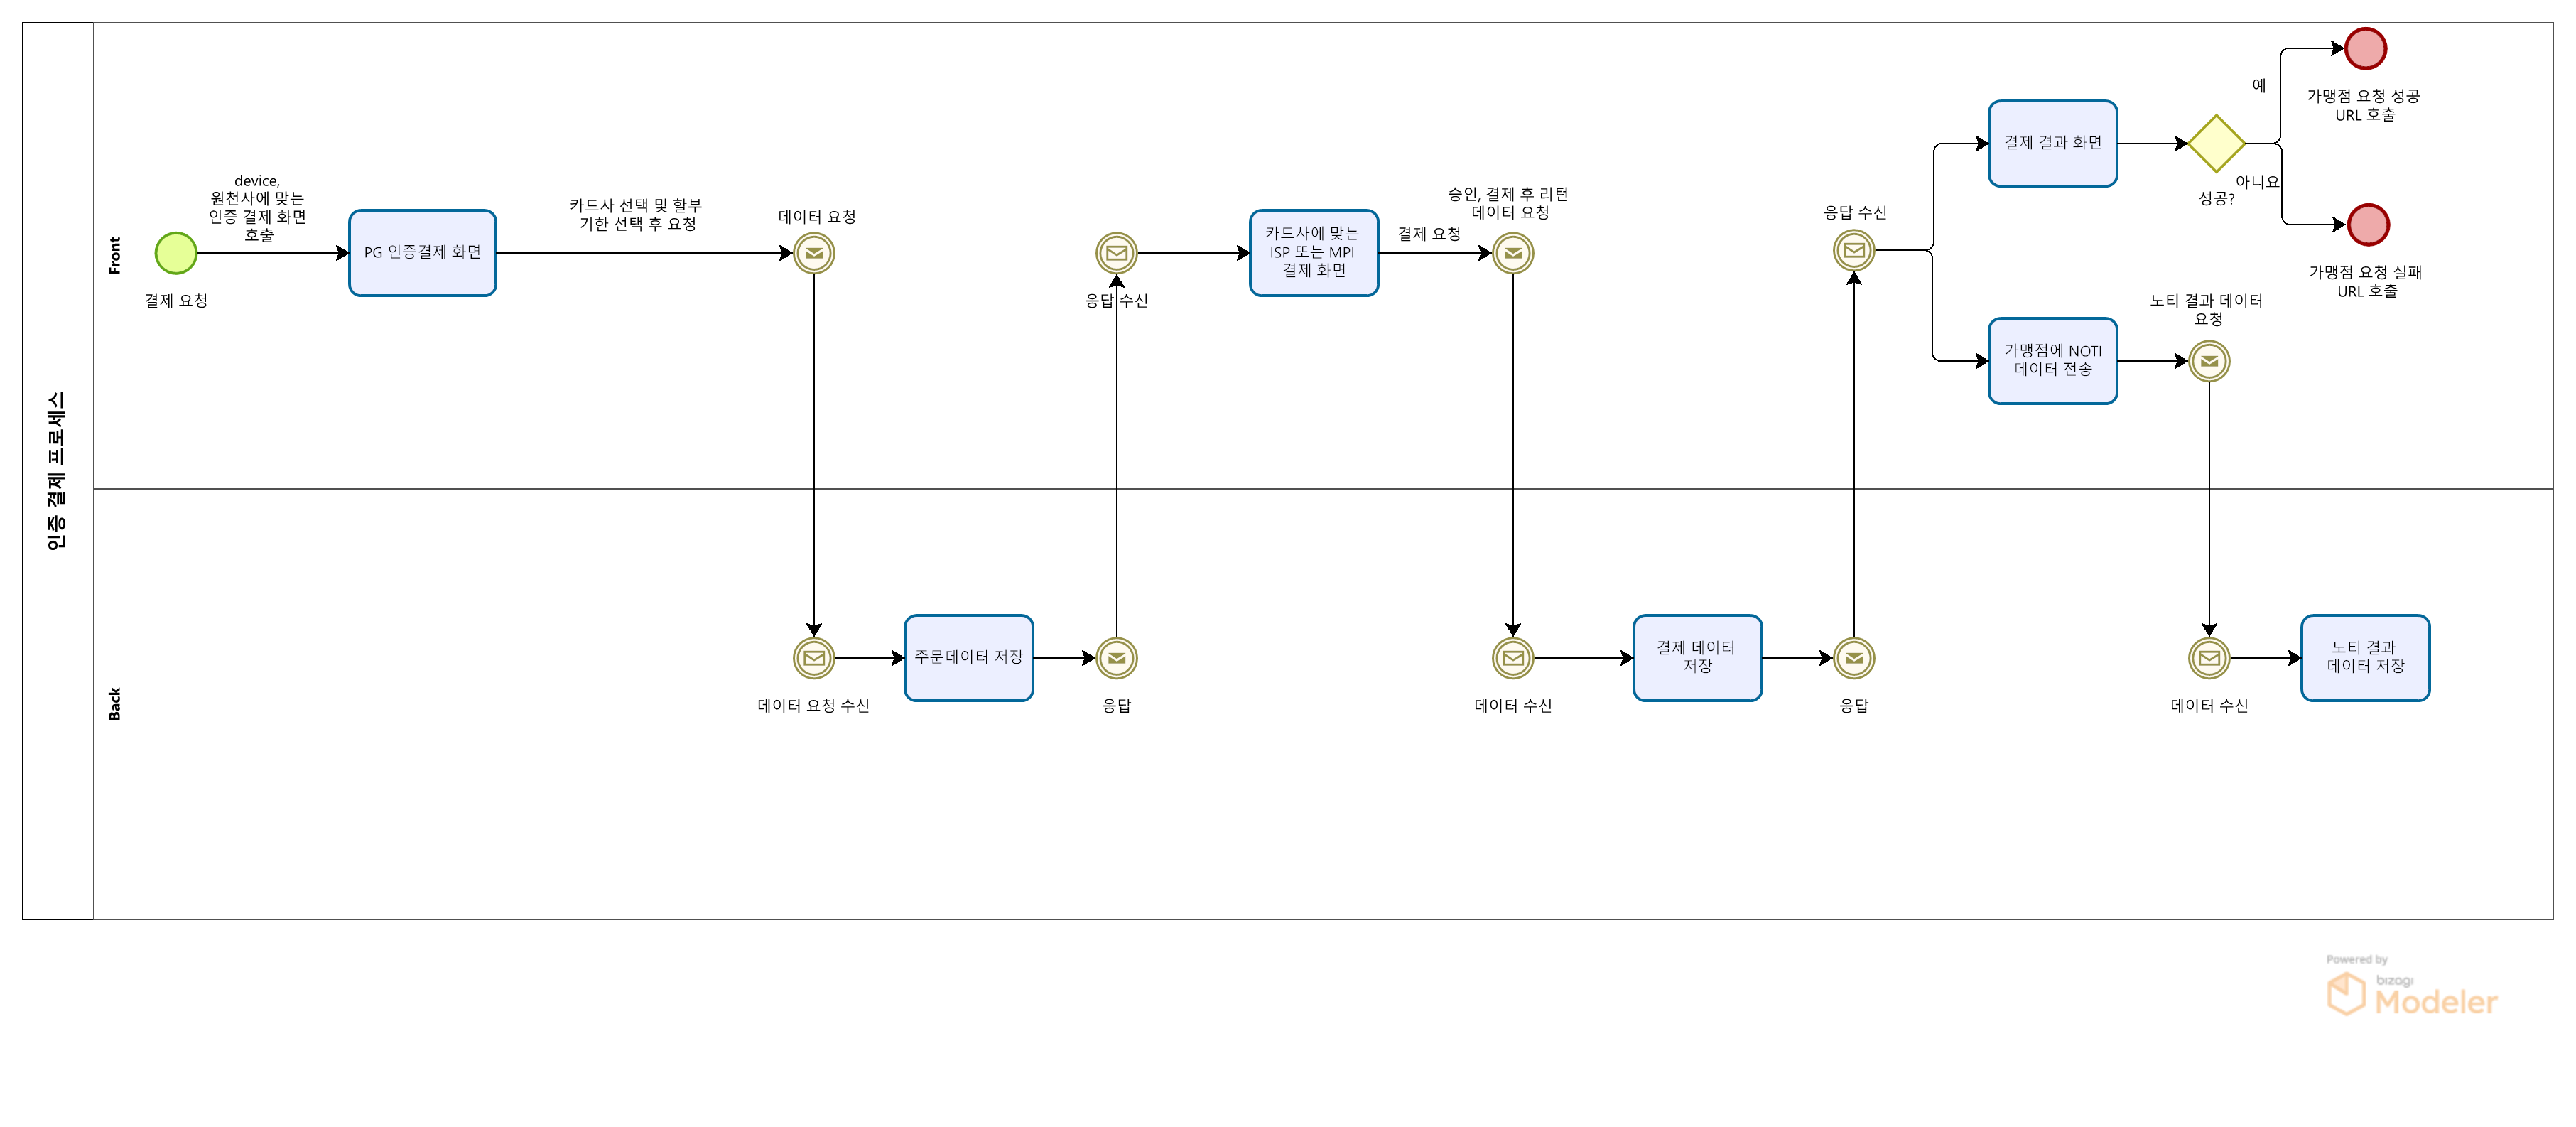 인증 결제 프로세스
Front
결제 요청
device,
원천사에 맞는
인증 결제 화면
호출
PG 인증결제 화면
카드사 선택 및 할부
기한 선택 후 요청
데이터 요청
응답 수신
카드사에 맞는
ISP 또는 MPI
결제 화면
결제 요청
승인, 결제 후 리턴
데이터 요청
응답 수신
결제 결과 화면
성공?
예
가맹점 요청 성공
URL 호출
아니요
가맹점 요청 실패
URL 호출
가맹점에 NOTI
데이터 전송
노티 결과 데이터
요청
Back
데이터 요청 수신
주문데이터 저장
응답
데이터 수신
결제 데이터
저장
응답
데이터 수신
노티 결과
데이터 저장
Powered by
bizagi
Modeler